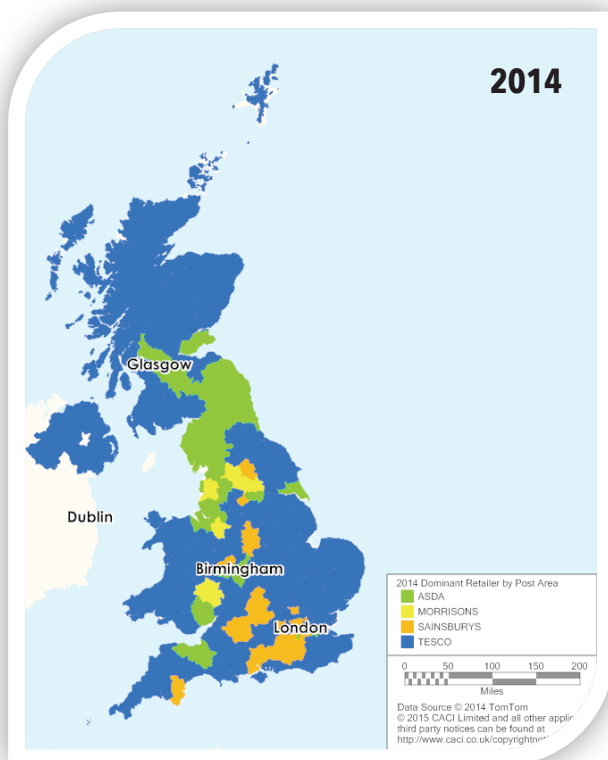 2014
Glasgow
Dublin
Birmingham
London
2014 Dominant Retailer by Post Area
ASDA
MORRISONS
SAINSBURYS
TESCO
0 50 100 150 200
Miles
Data Source © 2014 TomTom
© 2015 CACI Limited and all other
third party notices can be found at